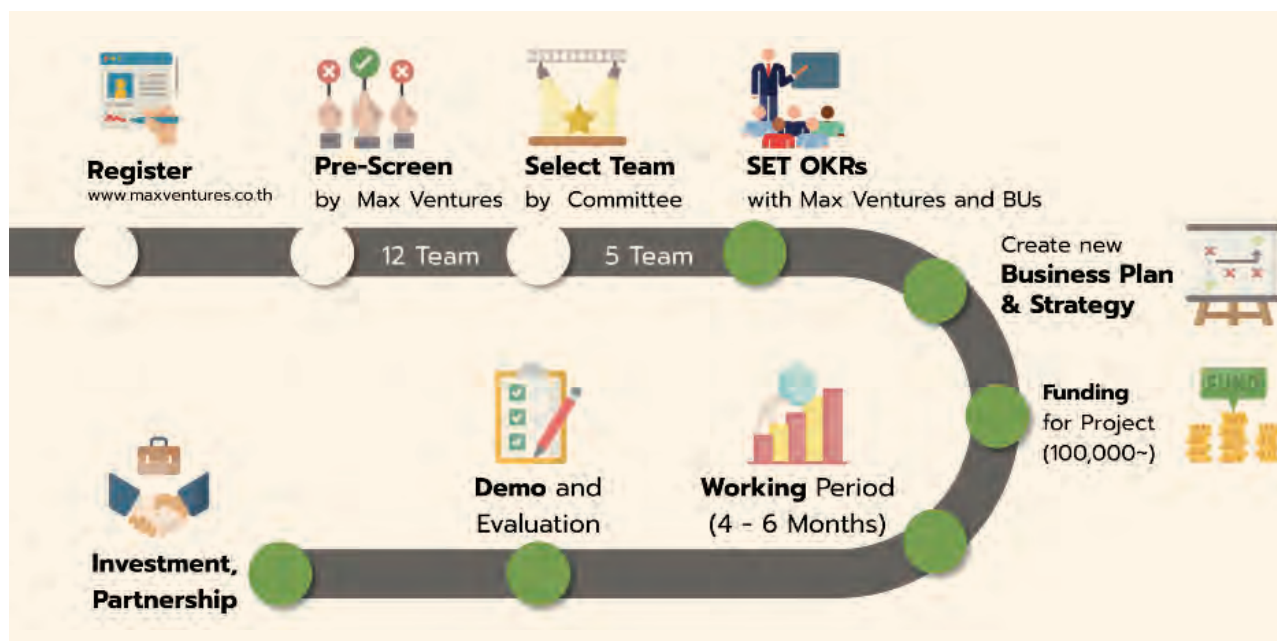 Register
www.maxventures.co.th
Pre-Screen
by Max Ventures
Select Team
by Committee
SET OKRs
with Max Ventures and BUs
12 Team
5 Team
Create new
Business Plan
& Strategy
FUND
Funding
for Project
(100,000~)
Working Period
(4 - 6 Months)
Demo and
Evaluation
Investment,
Partnership